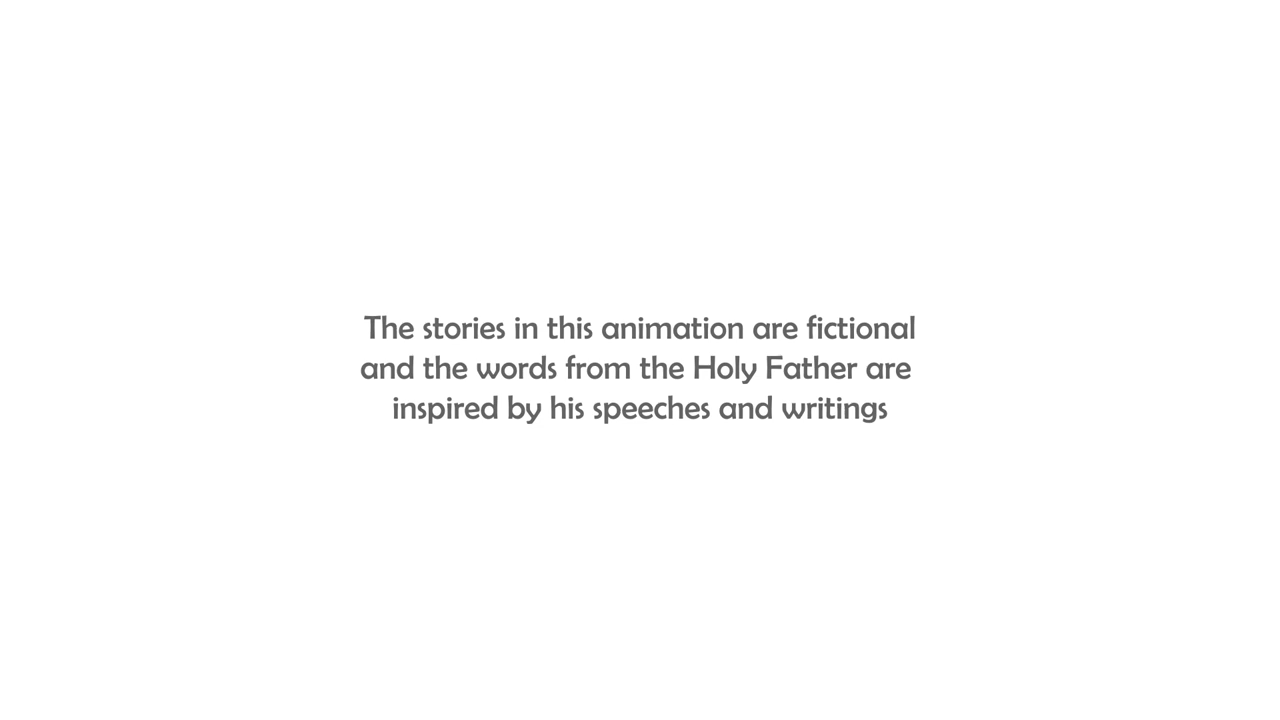 The stories in this animation are fictional
and the words from the Holy Father are
inspired by his speeches and writings